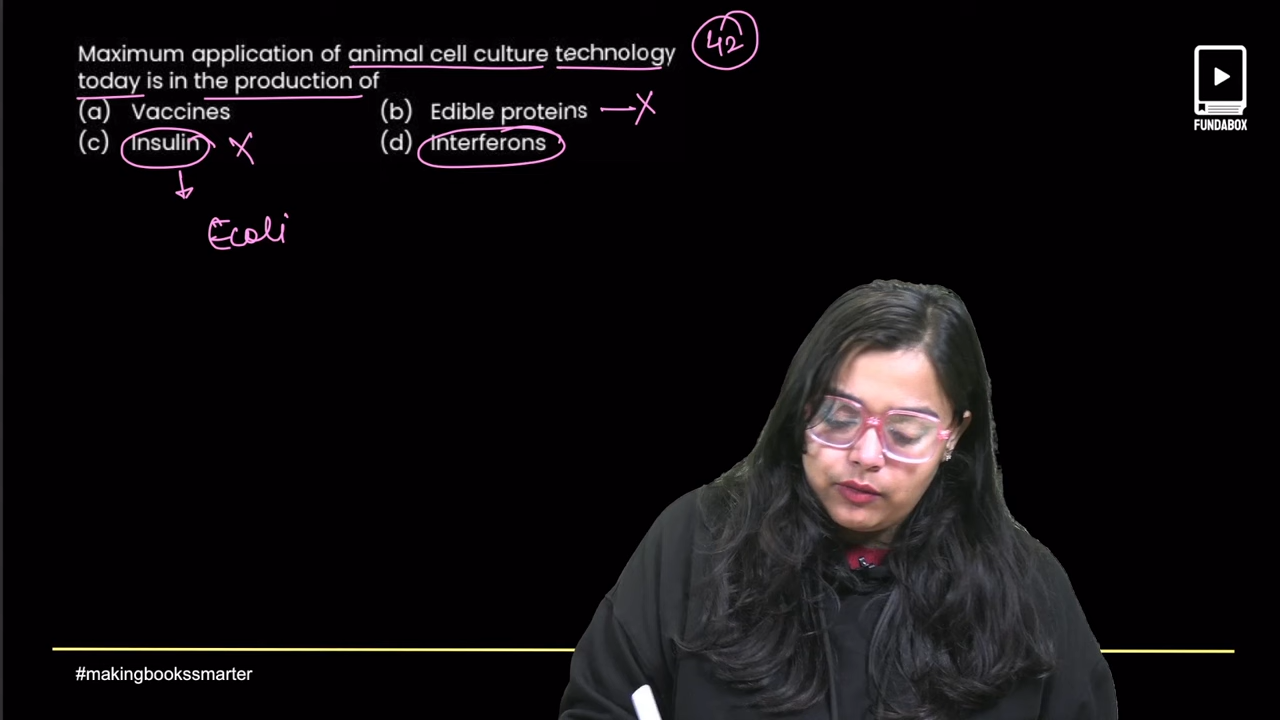 Maximum application of animal cell culture technology 42
today is in the production of
(a) Vaccines (b) Edible proteins —X
(c) Insulin X (d) Interferons
Ecoli
FUNDABOX
#makingbookssmarter